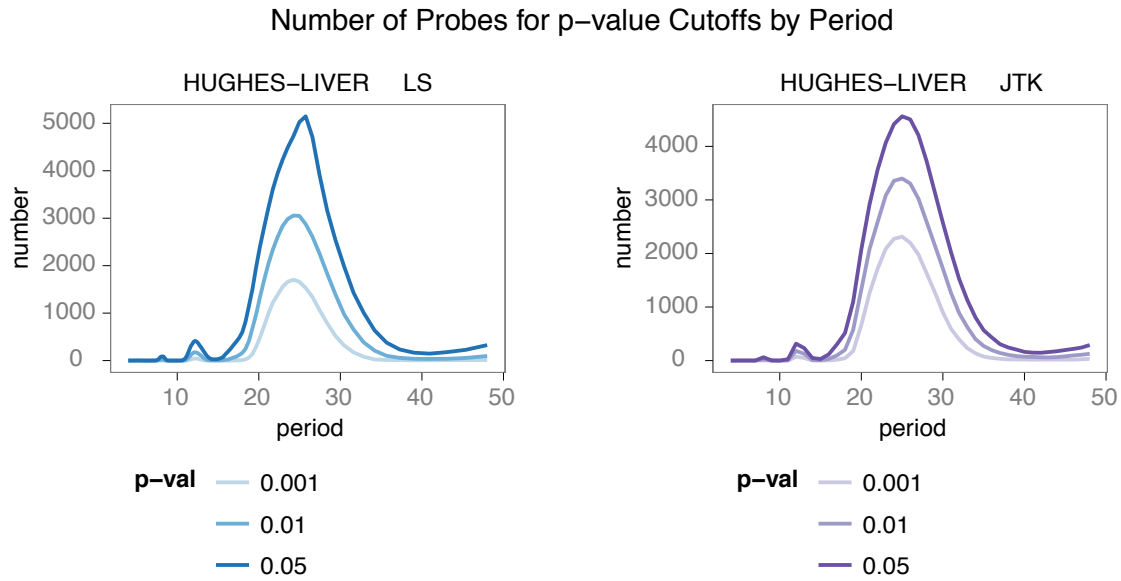 Number of Probes for p−value Cutoffs by Period
HUGHES−LIVER LS
number
5000
4000
3000
2000
1000
0
10 20 30 40 50
period
p−val
0.001
0.01
0.05
HUGHES−LIVER JTK
number
4000
3000
2000
1000
0
10 20 30 40 50
period
p−val
0.001
0.01
0.05